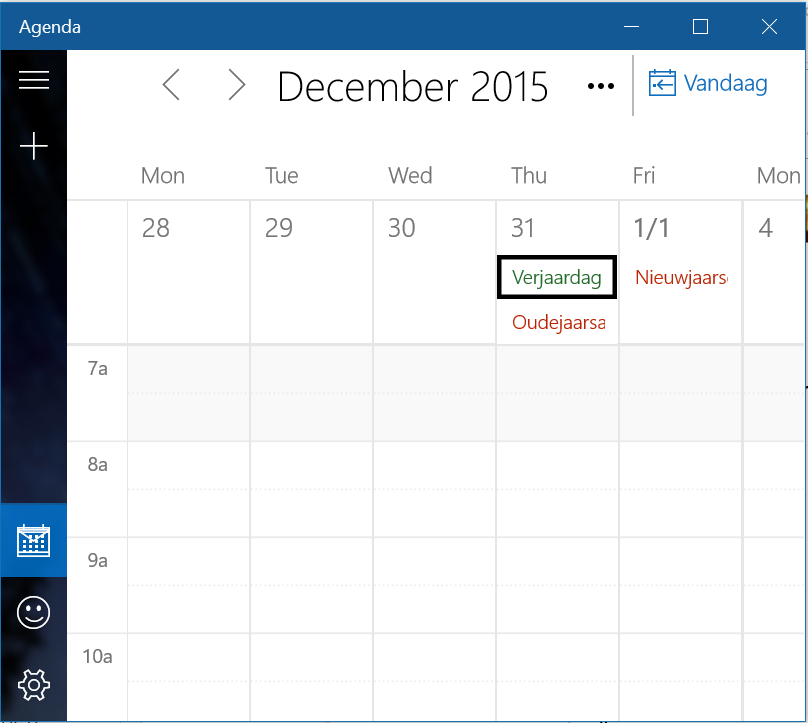 Agenda
December 2015
Vandaag
Mon Tue Wed Thu Fri Mon
28 29 30 31 1/1 4
Verjaardag Nieuwjaars
Oudejaarsa
7a
8a
9a
10a